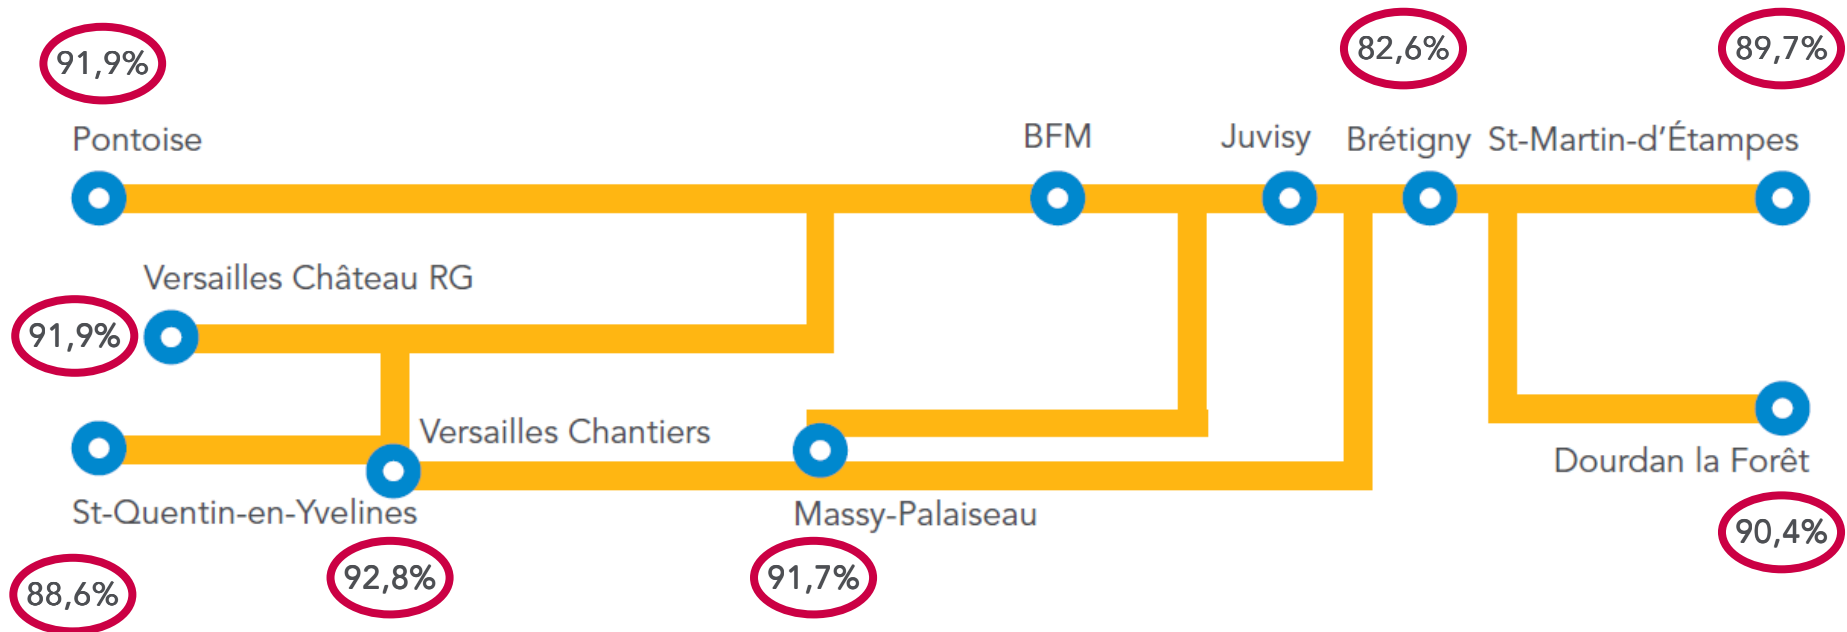 91,9%
82,6%
89,7%
Pontoise
BFM
Juvisy
Brétigny
St-Martin-d'Étampes
Versailles Château RG
91,9%
Versailles Chantiers
St-Quentin-en-Yvelines
Massy-Palaiseau
Dourdan la Forêt
88,6%
92,8%
91,7%
90,4%